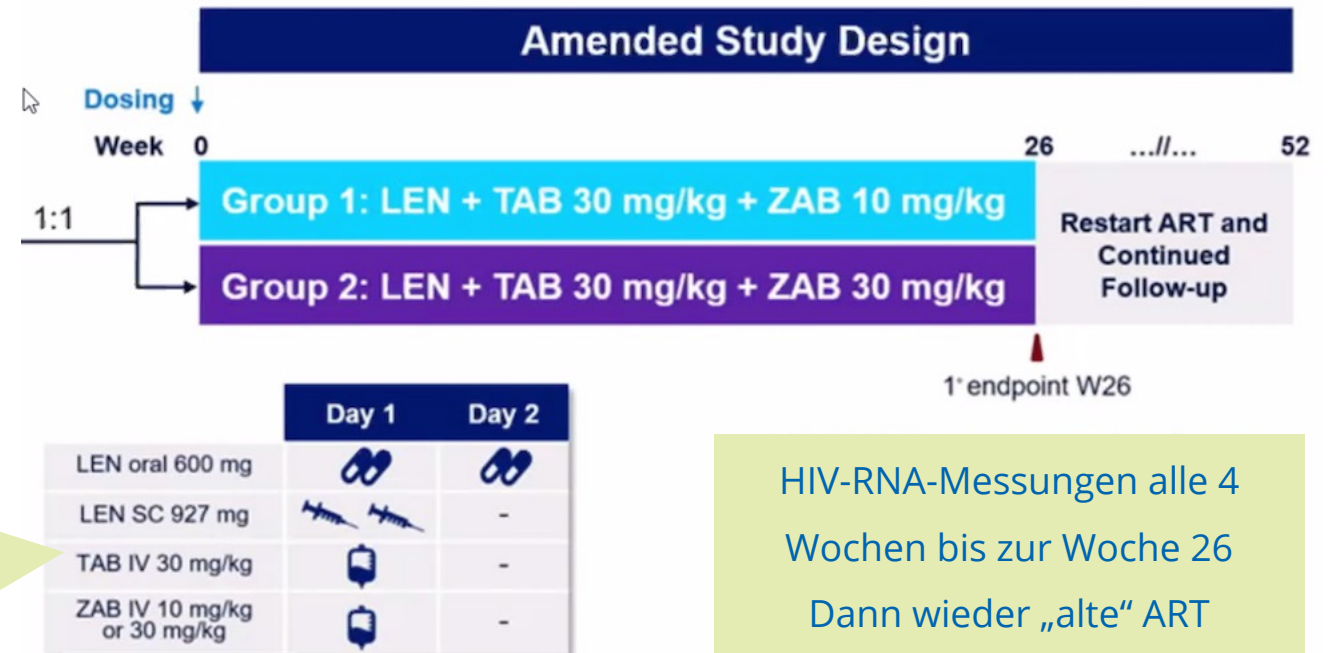 Amended Study Design
Dosing
Week 0 26 ...//... 52
1:1
Group 1: LEN + TAB 30 mg/kg + ZAB 10 mg/kg
Group 2: LEN + TAB 30 mg/kg + ZAB 30 mg/kg
Restart ART and
Continued
Follow-up
1° endpoint W26
Day 1 Day 2
LEN oral 600 mg
LEN SC 927 mg -
TAB IV 30 mg/kg -
ZAB IV 10 mg/kg
or 30 mg/kg -
HIV-RNA-Messungen alle 4
Wochen bis zur Woche 26
Dann wieder „alte“ ART